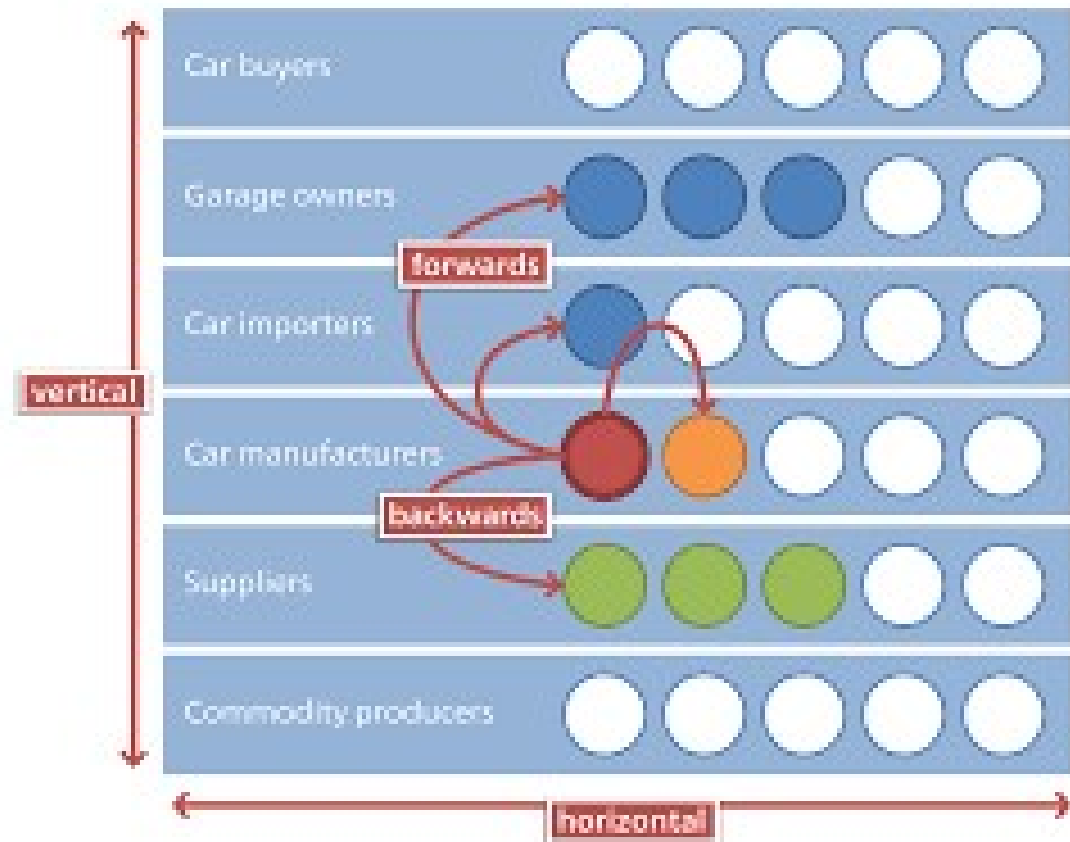 Car buyers
Garage owners
forwards
Car importers
vertical
Car manufacturers
backwards
Suppliers
Commodity producers
horizontal